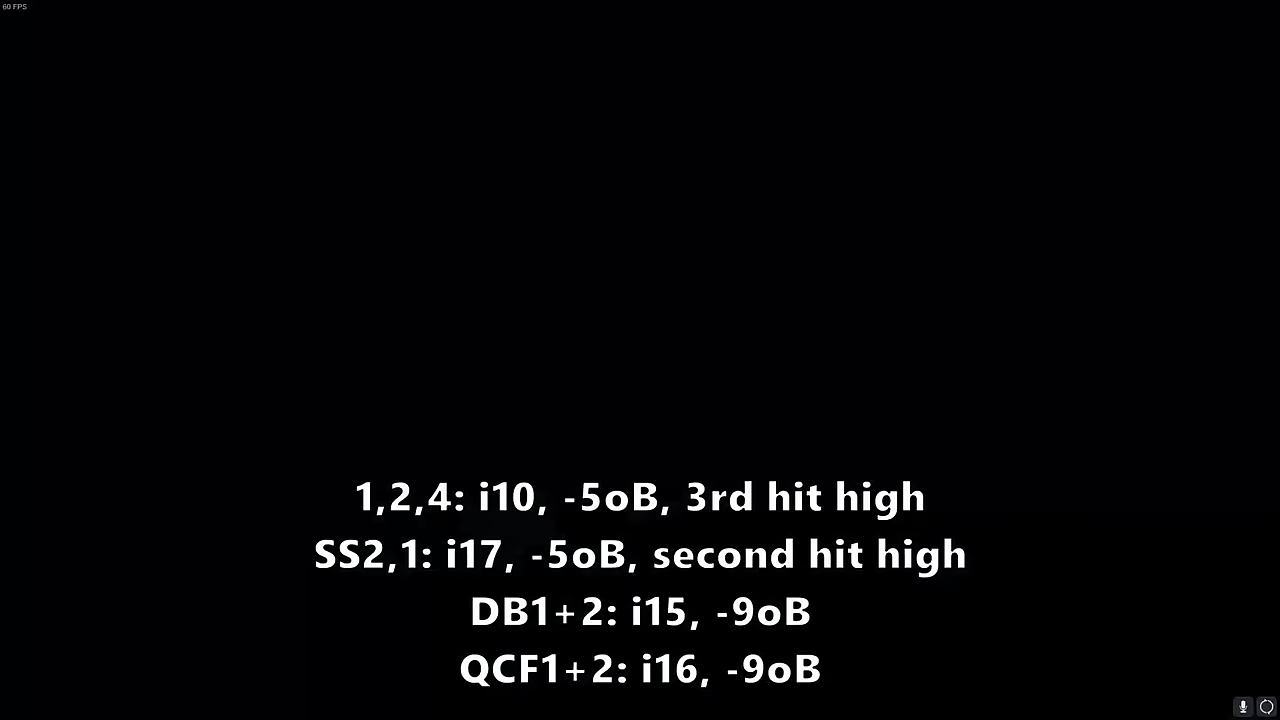 60 FPS
1,2,4: i10, -5oB, 3rd hit high
SS2,1: i17, -5oB, second hit high
DB1+2: i15, -9oB
QCF1+2: i16, -9oB